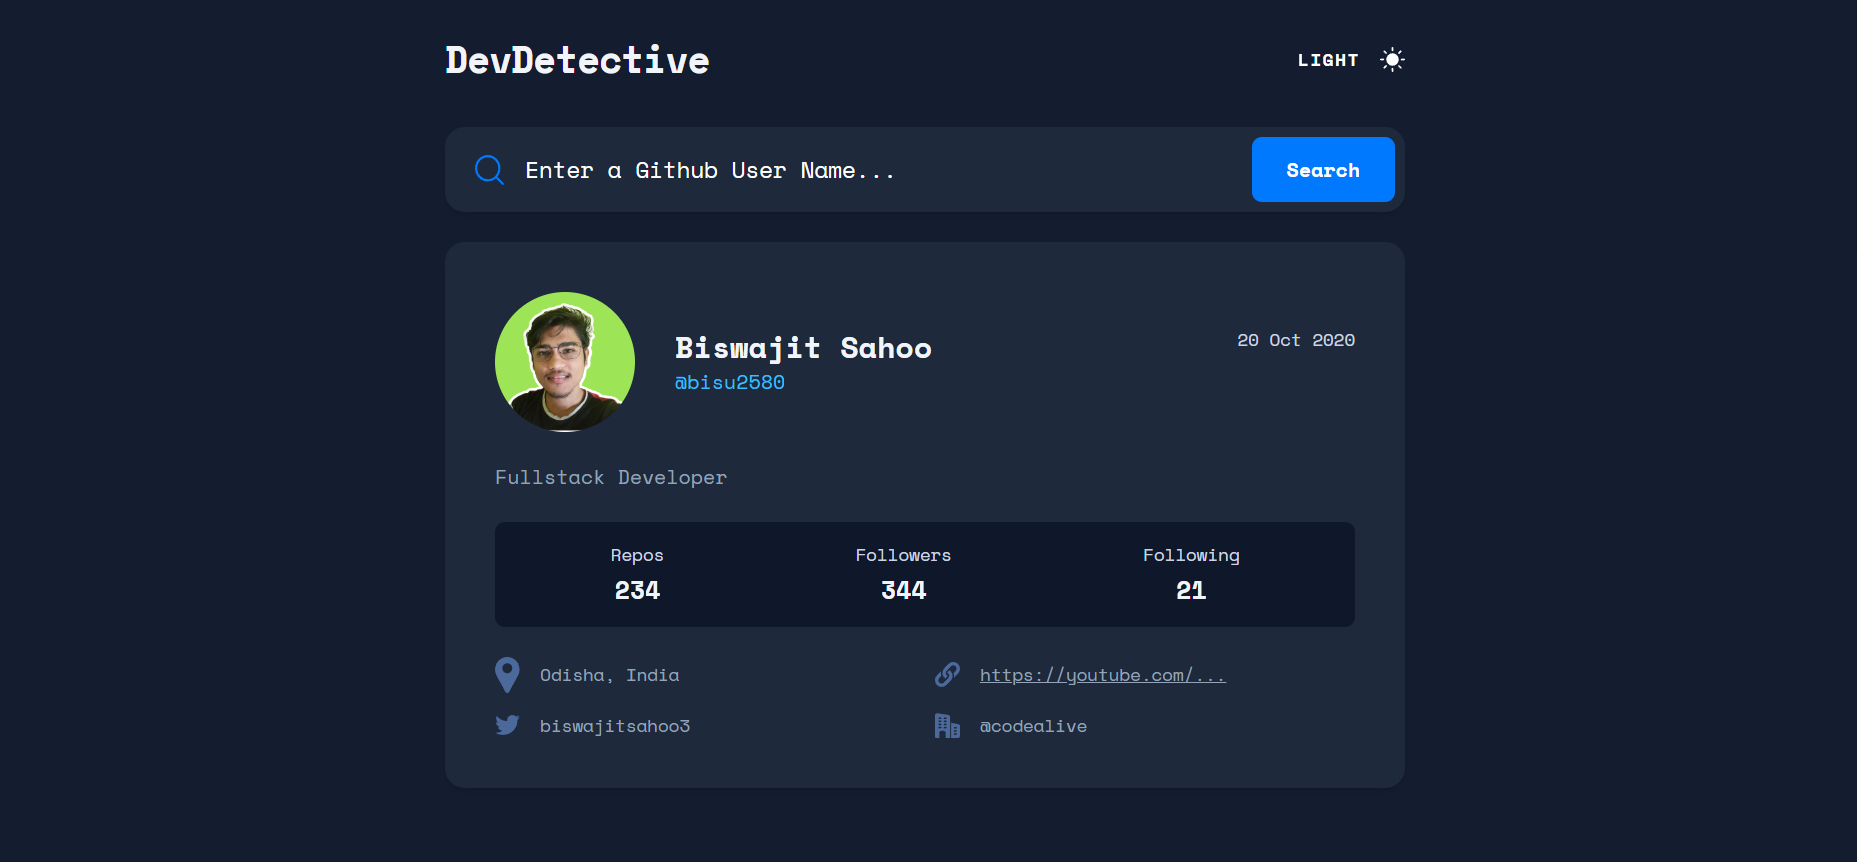 DevDetective
LIGHT
Enter a Github User Name...
Search
Biswajit Sahoo
20 Oct 2020
@bisu2580
Fullstack Developer
Repos Followers Following
234 344 21
Odisha, India
https://youtube.com/...
biswajitsahoo3
@codealive